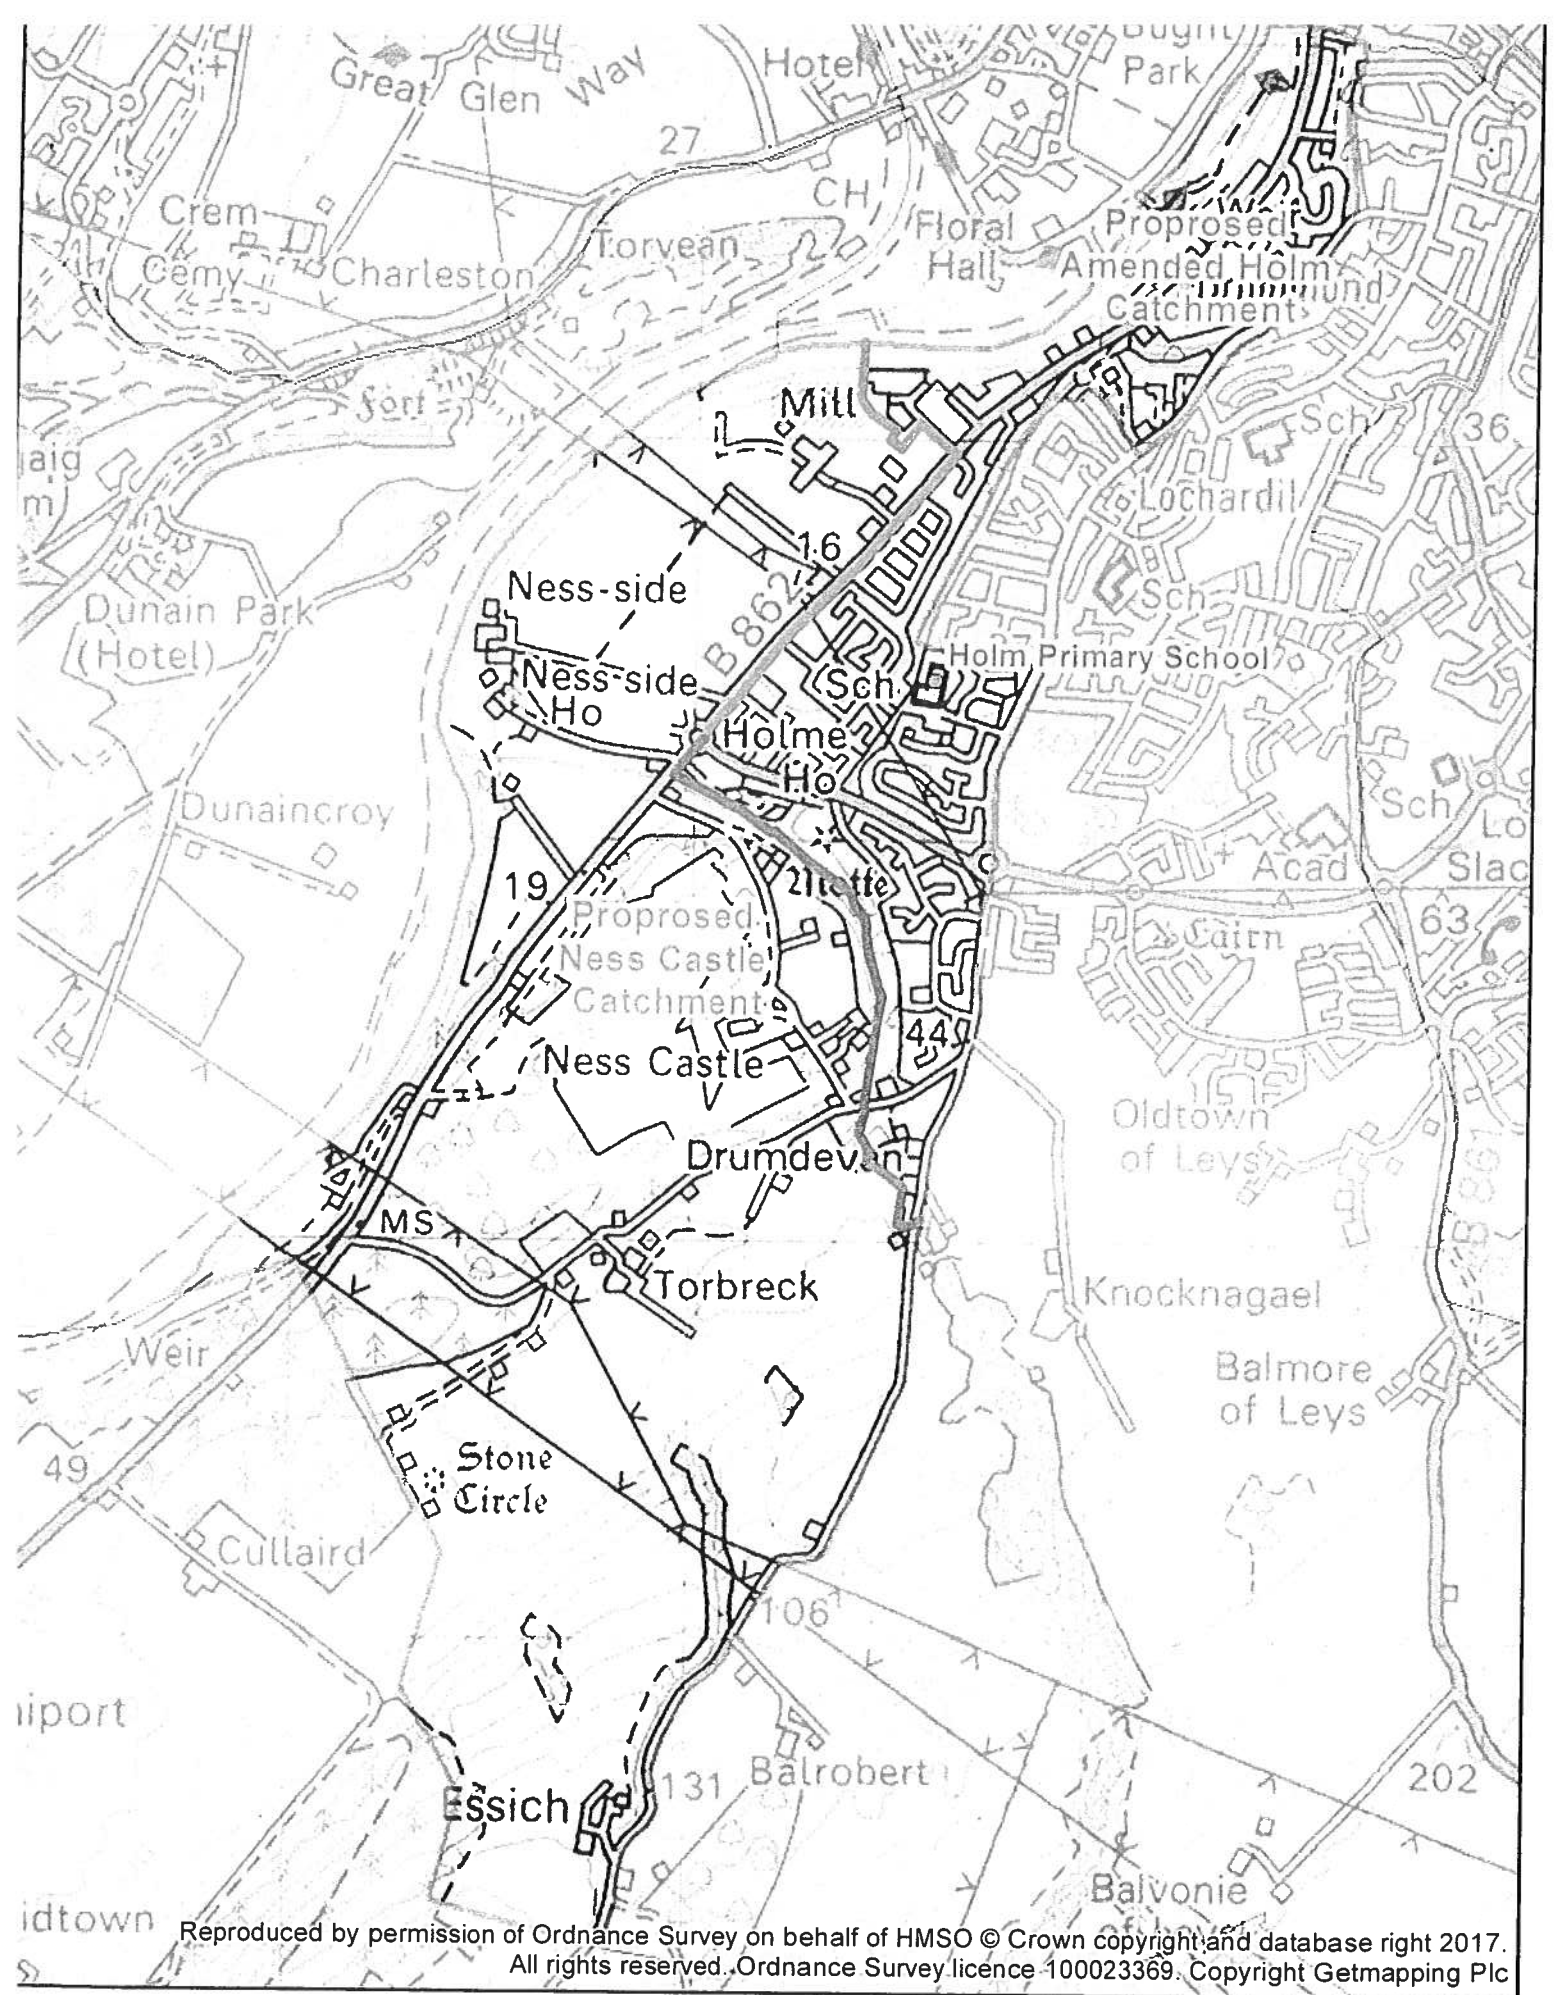 Great Glen Way
Hotel
Park
27
Crem
CH
Floral
Hall
Proprosed
Amended Holm
Catchment
Cemy
Charleston
Torvean
fort
Mill
Sch
36
Lochardil
16
Dunain Park
(Hotel)
Ness-side
B 862
Sch
Holm Primary School
Ness-side
Ho
Sch
Holme
Ho
Dunaincroy
Sch
Acad
Slac
19
Motte
63
Cairn
Proprosed
Ness Castle
Catchment
44
Ness Castle
Oldtown
of Leys
B 861
Drumdevan
MS
Torbreck
Knocknagael
Weir
Balmore
of Leys
49
Stone
Circle
Cullaird
106
Balrobert
131
202
Essich
Balvonie
idtown
Reproduced by permission of Ordnance Survey on behalf of HMSO © Crown copyright and database right 2017.
All rights reserved. Ordnance Survey licence 100023369. Copyright Getmapping Plc